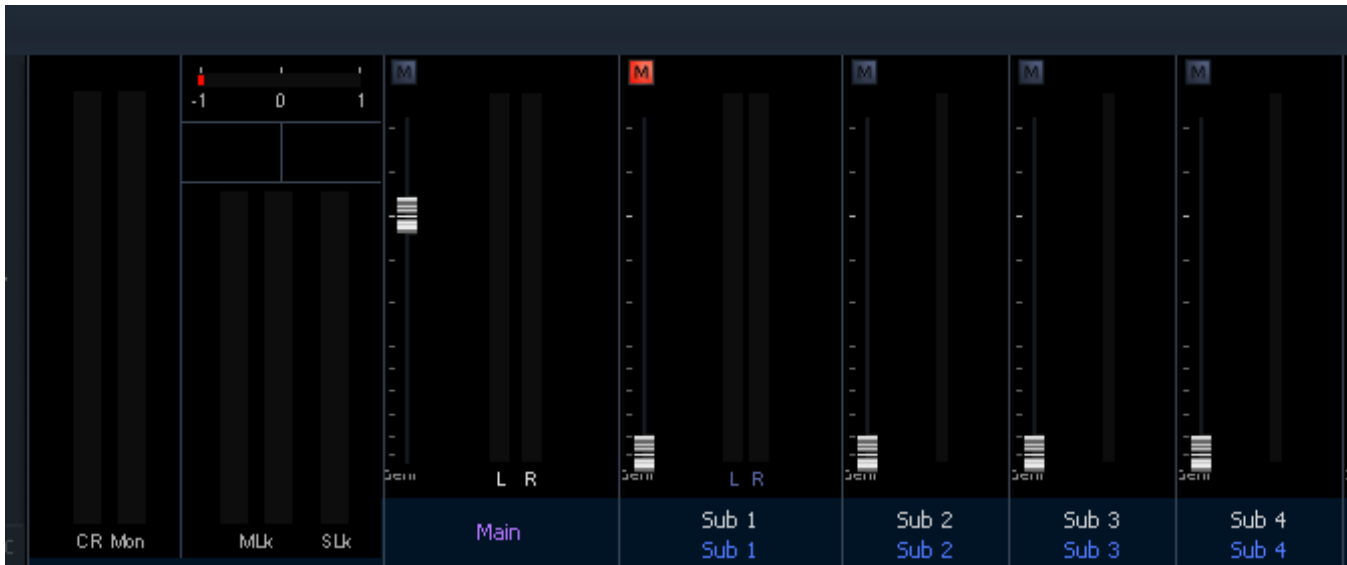 M M M M M
-1 0 1
L R L R
CR Mon MLk SLk
Main
Sub 1 Sub 2 Sub 3 Sub 4
Sub 1 Sub 2 Sub 3 Sub 4